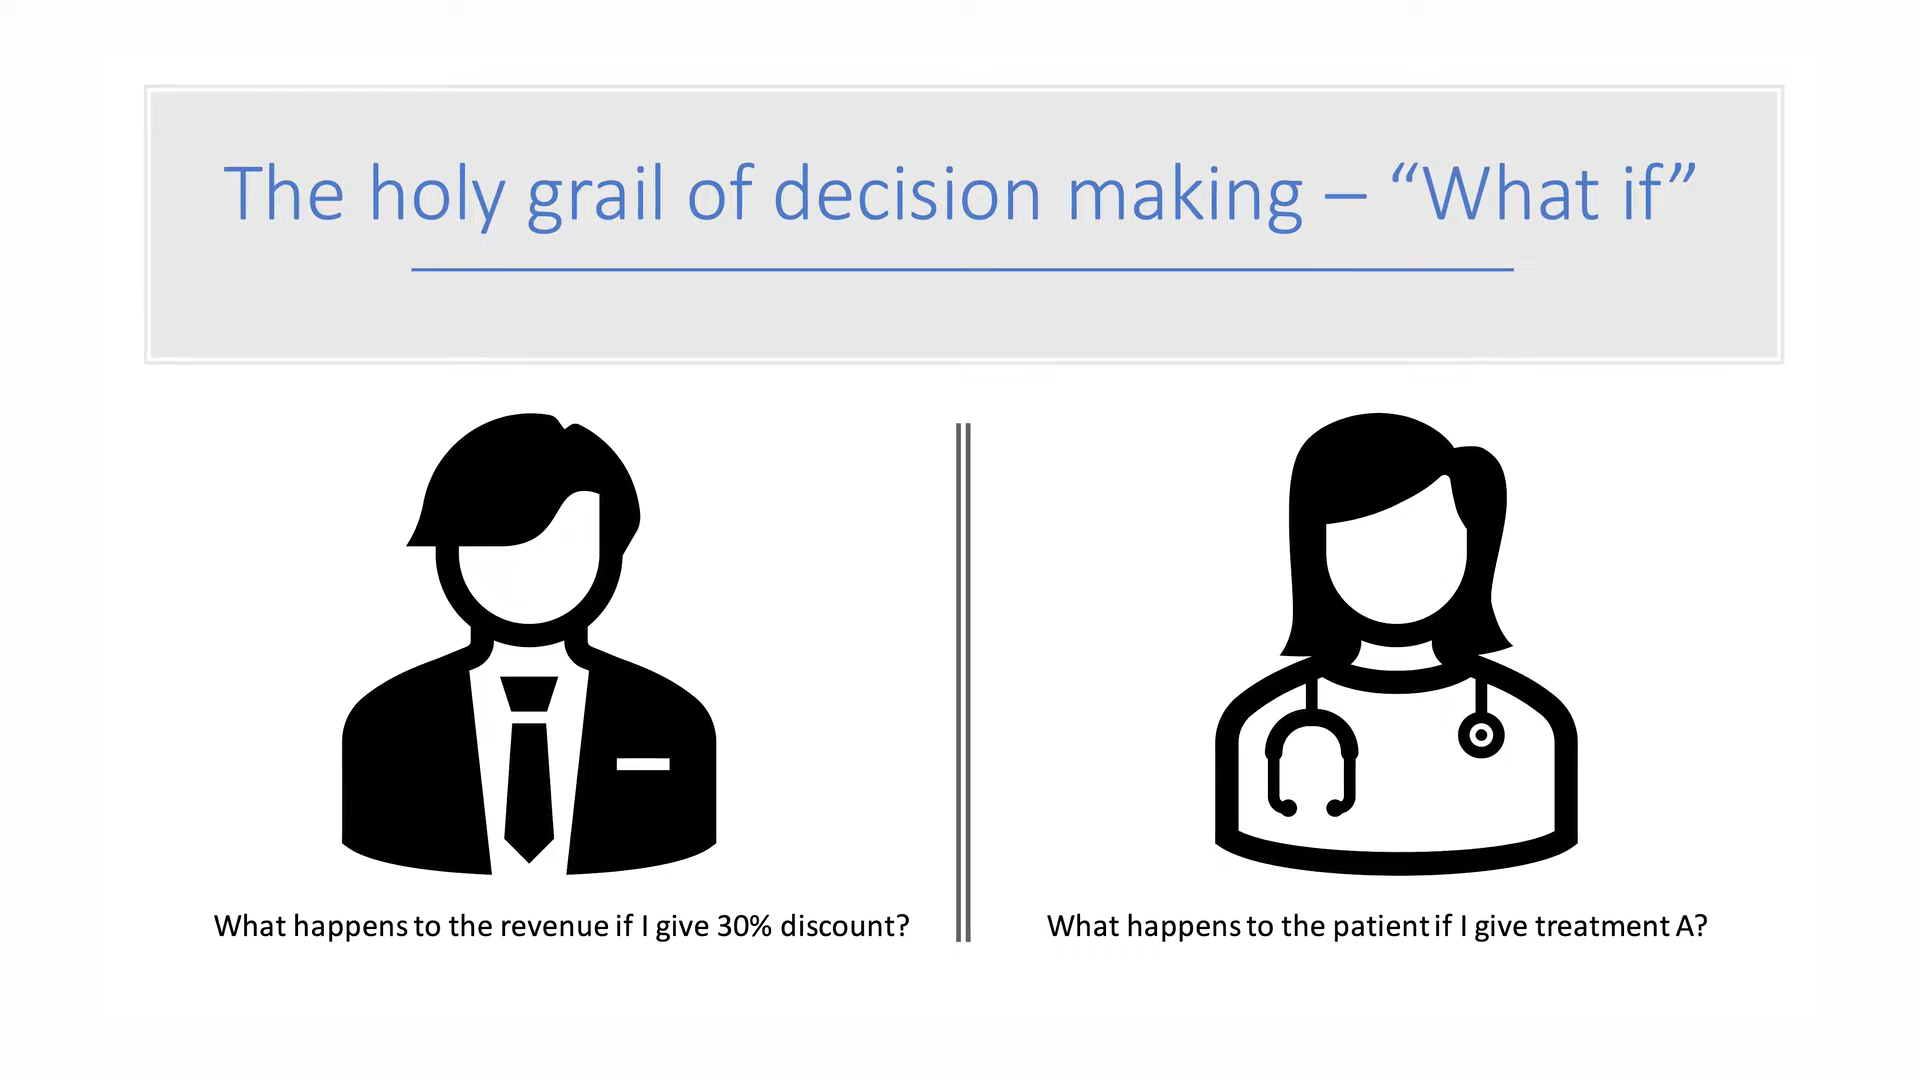 The holy grail of decision making – “What if”
What happens to the revenue if I give 30% discount?
What happens to the patient if I give treatment A?